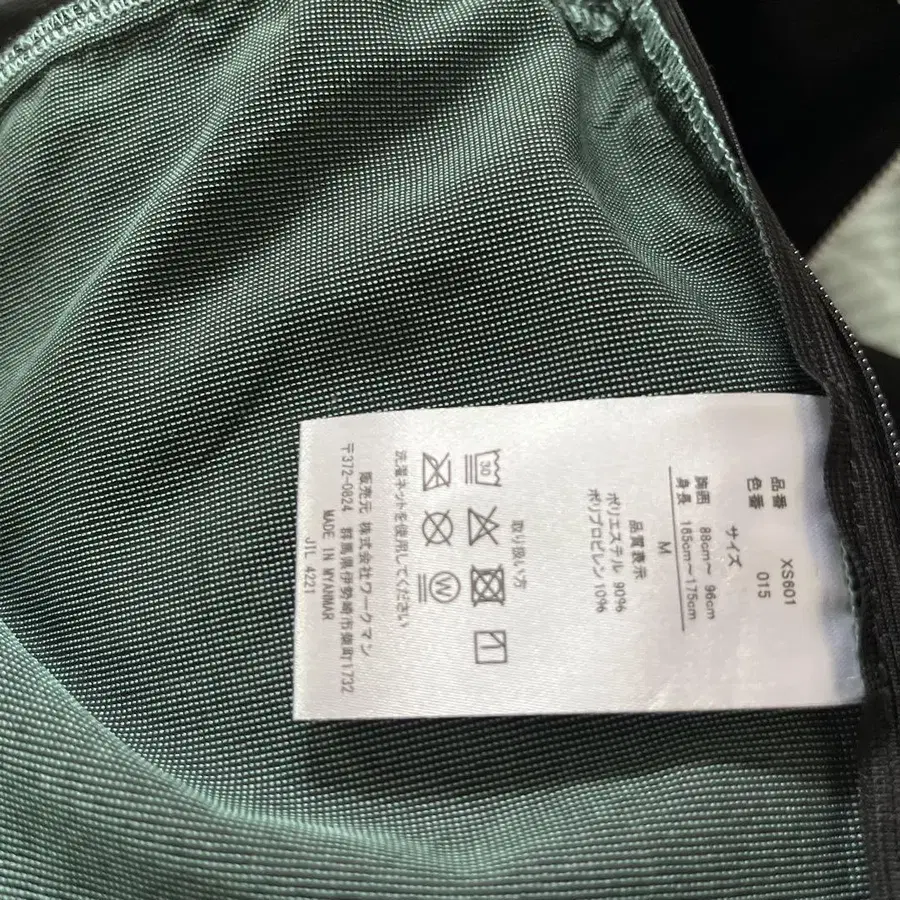 品番 XS601
色番 015
サイズ
胸囲 88cm～ 96cm
身長 165cm～175cm
M
品質表示
ポリエステル 90%
ポリプロピレン 10%
取り扱い方
30
W
洗濯ネットを使用してください
販売元 株式会社ワークマン
〒372-0824 群馬県伊勢崎市柴町1732
MADE IN MYANMAR
JIL 4221